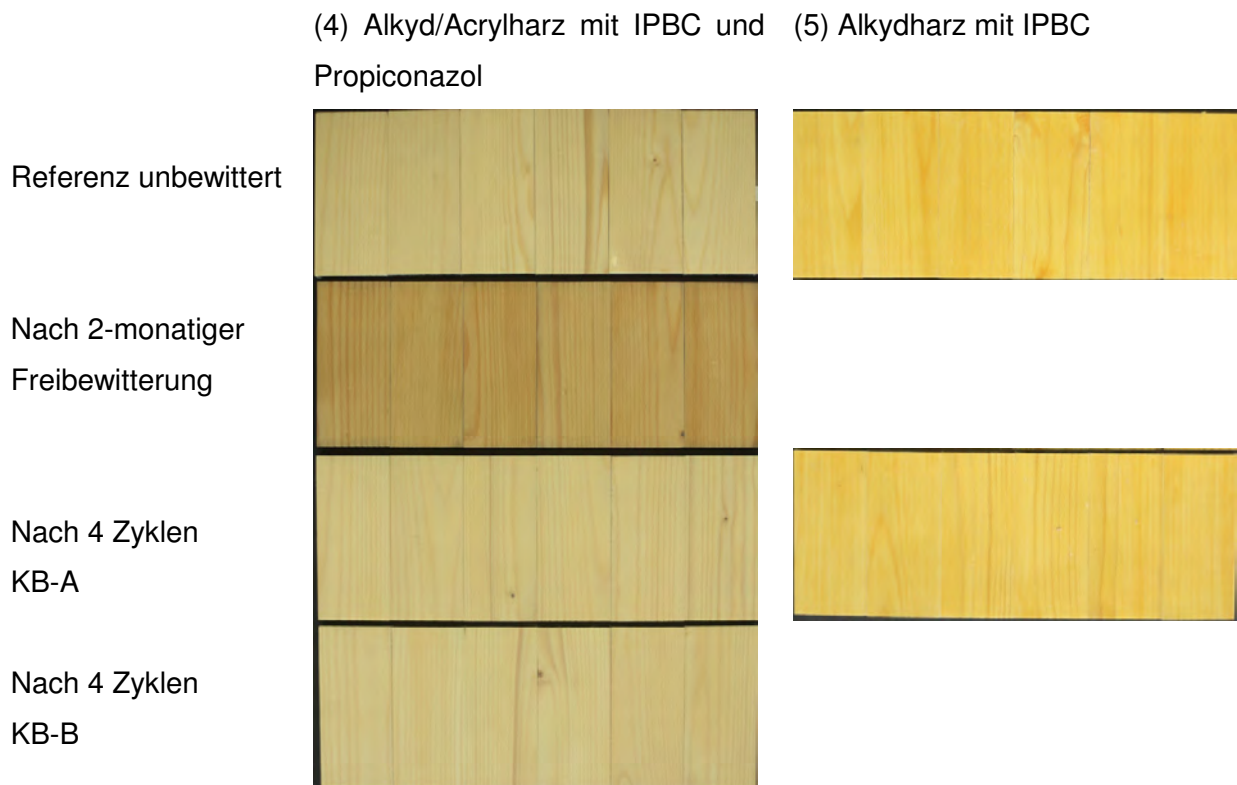 (4) Alkyd/Acrylharz mit IPBC und
Propiconazol
(5) Alkydharz mit IPBC
Referenz unbewittert
Nach 2-monatiger
Freibewitterung
Nach 4 Zyklen
KB-A
Nach 4 Zyklen
KB-B